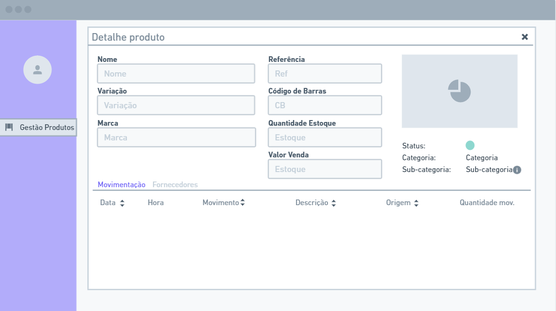 Detalhe produto
Gestão Produtos
Nome
Nome
Referência
Ref
Variação
Variação
Código de Barras
CB
Marca
Marca
Quantidade Estoque
Estoque
Valor Venda
Estoque
Status:
Categoria: Categoria
Sub-categoria: Sub-categoria
Movimentação Fornecedores
Data Hora Movimento Descrição Origem Quantidade mov.